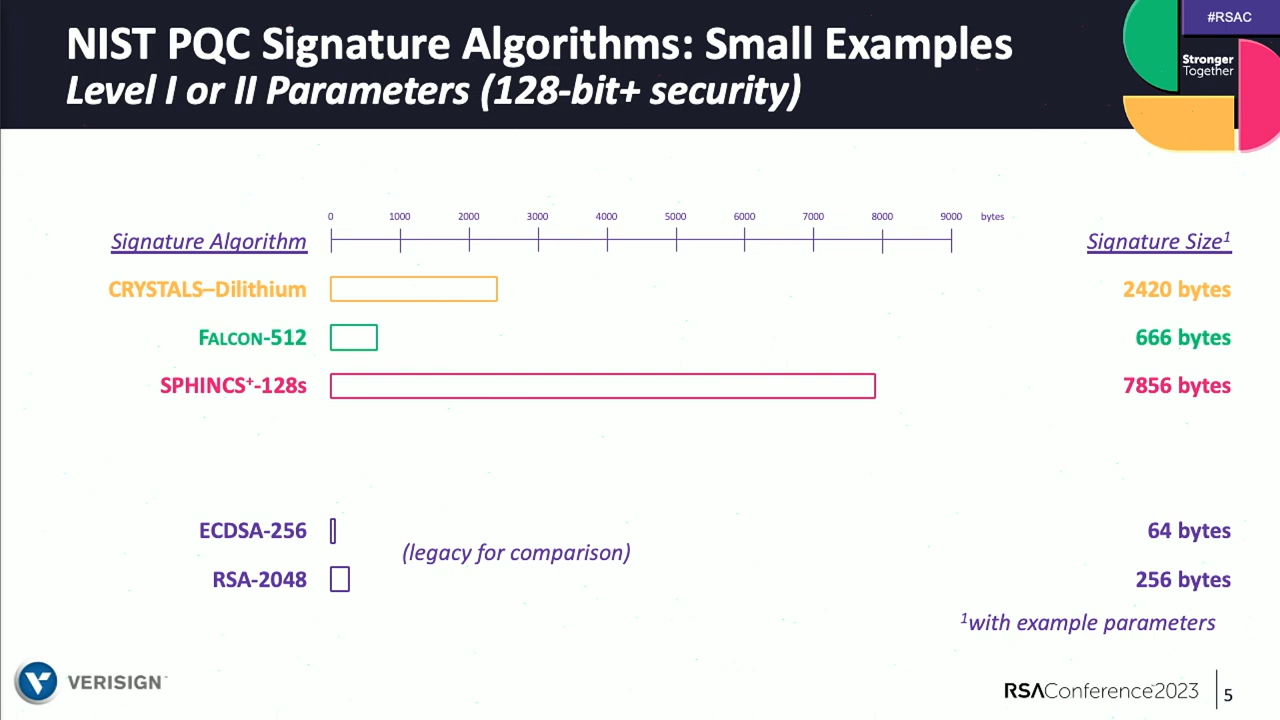 #RSAC
NIST PQC Signature Algorithms: Small Examples
Level I or II Parameters (128-bit+ security)
Stronger
Together
0 1000 2000 3000 4000 5000 6000 7000 8000 9000 bytes
Signature Algorithm Signature Size¹
CRYSTALS–Dilithium 2420 bytes
FALCON-512 666 bytes
SPHINCS⁺-128s 7856 bytes
ECDSA-256 64 bytes
(legacy for comparison)
RSA-2048 256 bytes
¹with example parameters
VERISIGN
RSAConference™2023 5